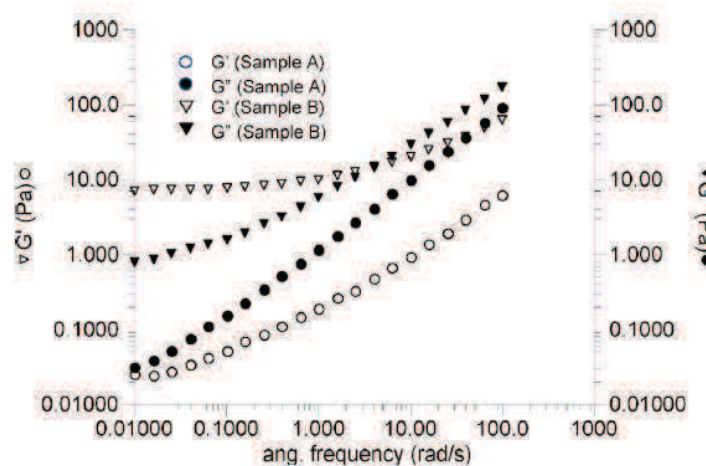 1000
100.0
10.00
1.000
0.1000
0.01000
▽G' (Pa)○
○ G' (Sample A)
● G" (Sample A)
▽ G' (Sample B)
▼ G" (Sample B)
1000
100.0
10.00
1.000
0.1000
0.01000
▼G" (Pa)●
0.01000 0.1000 1.000 10.00 100.0 1000
ang. frequency (rad/s)